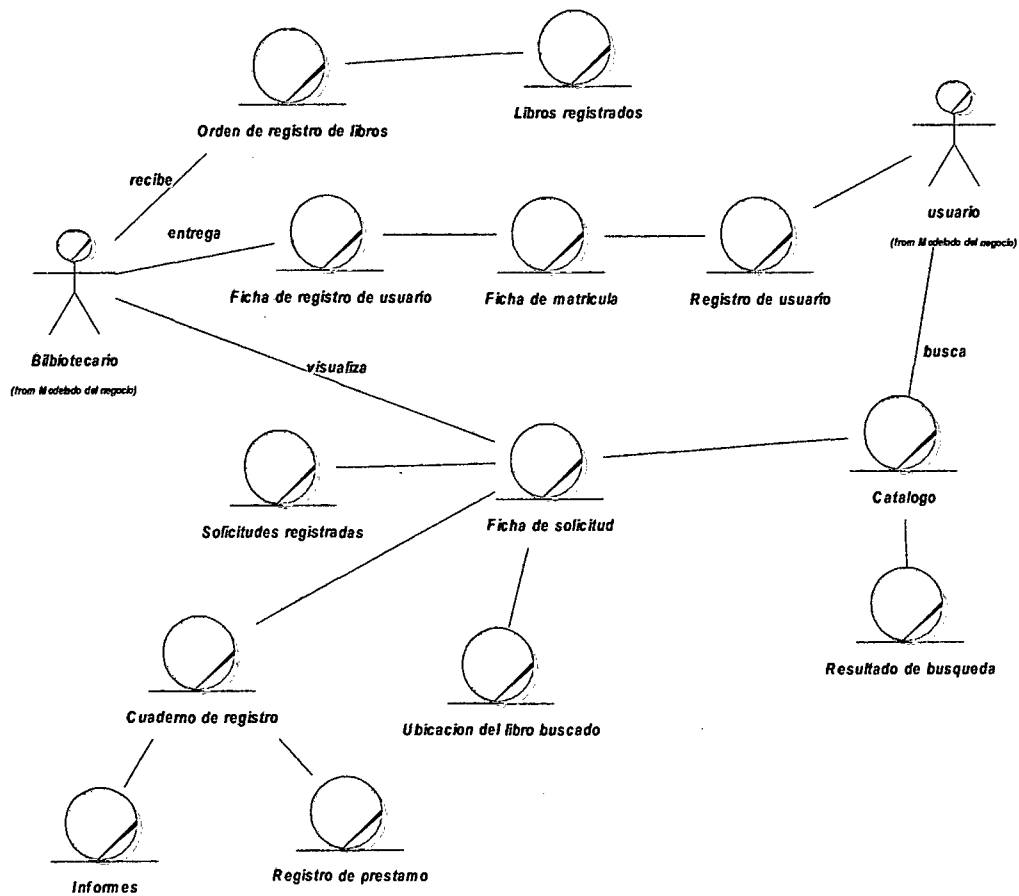 Orden de registro de libros
Libros registrados
recibe
entrega
usuario
(from Modelado del negocio)
Ficha de registro de usuario
Ficha de matricula
Registro de usuario
Bilbiotecario
(from Modelado del negocio)
visualiza
busca
Solicitudes registradas
Ficha de solicitud
Catalogo
Resultado de busqueda
Cuaderno de registro
Ubicacion del libro buscado
Informes
Registro de prestamo